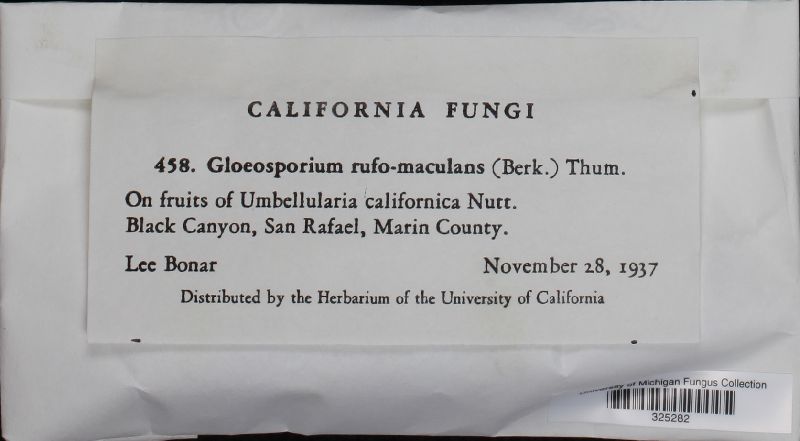 CALIFORNIA FUNGI
458. Gloeosporium rufo-maculans (Berk.) Thum.
On fruits of Umbellularia californica Nutt.
Black Canyon, San Rafael, Marin County.
Lee Bonar November 28, 1937
Distributed by the Herbarium of the University of California
University of Michigan Fungus Collection
325282